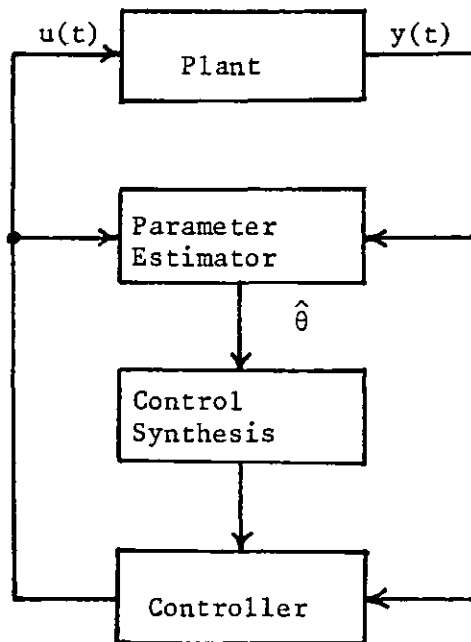 u(t)
Plant
y(t)
Parameter
Estimator
θ̂
Control
Synthesis
Controller